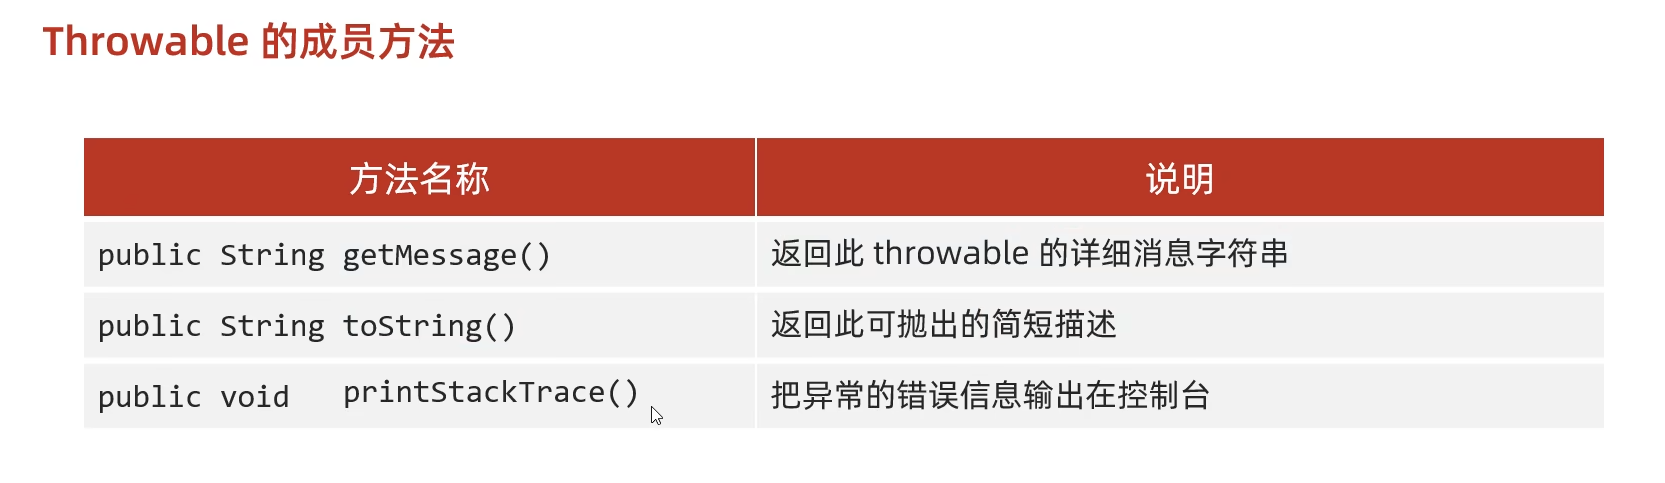 Throwable 的成员方法
方法名称 说明
public String getMessage() 返回此 throwable 的详细消息字符串
public String toString() 返回此可抛出的简短描述
public void printStackTrace() 把异常的错误信息输出在控制台